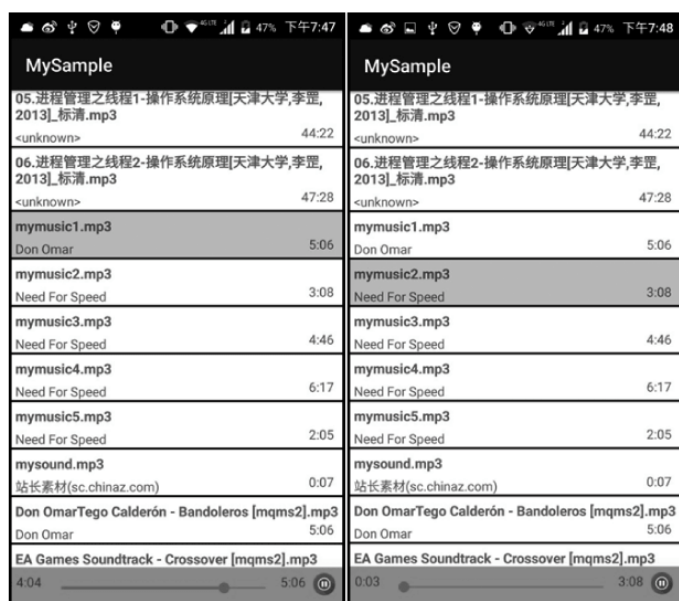 47% 下午7:47
MySample
05.进程管理之线程1-操作系统原理[天津大学,李罡,
2013]_标清.mp3
<unknown> 44:22
06.进程管理之线程2-操作系统原理[天津大学,李罡,
2013]_标清.mp3
<unknown> 47:28
mymusic1.mp3
Don Omar 5:06
mymusic2.mp3
Need For Speed 3:08
mymusic3.mp3
Need For Speed 4:46
mymusic4.mp3
Need For Speed 6:17
mymusic5.mp3
Need For Speed 2:05
mysound.mp3
站长素材(sc.chinaz.com) 0:07
Don OmarTego Calderón - Bandoleros [mqms2].mp3
Don Omar 5:06
EA Games Soundtrack - Crossover [mqms2].mp3
4:04 5:06
47% 下午7:48
MySample
05.进程管理之线程1-操作系统原理[天津大学,李罡,
2013]_标清.mp3
<unknown> 44:22
06.进程管理之线程2-操作系统原理[天津大学,李罡,
2013]_标清.mp3
<unknown> 47:28
mymusic1.mp3
Don Omar 5:06
mymusic2.mp3
Need For Speed 3:08
mymusic3.mp3
Need For Speed 4:46
mymusic4.mp3
Need For Speed 6:17
mymusic5.mp3
Need For Speed 2:05
mysound.mp3
站长素材(sc.chinaz.com) 0:07
Don OmarTego Calderón - Bandoleros [mqms2].mp3
Don Omar 5:06
EA Games Soundtrack - Crossover [mqms2].mp3
0:03 3:08